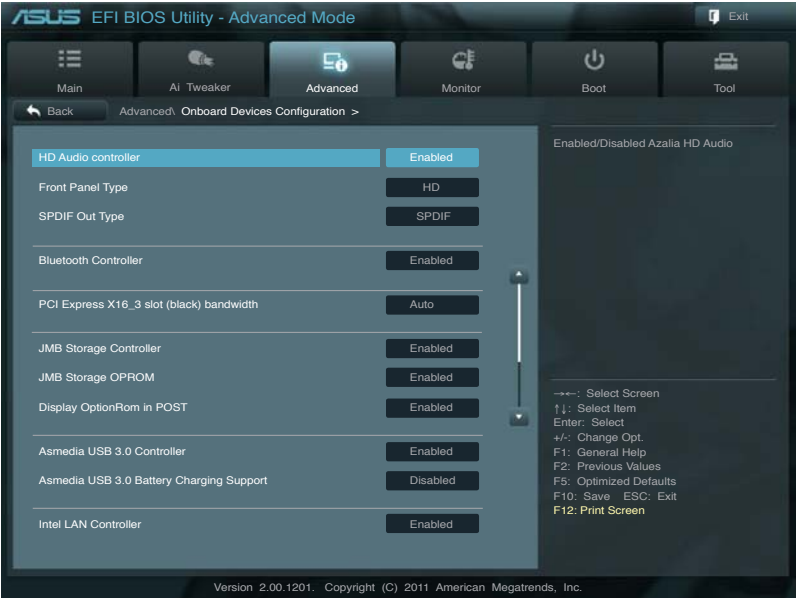 ASUS EFI BIOS Utility - Advanced Mode
Exit
Main
Ai Tweaker
Advanced
Monitor
Boot
Tool
Back
Advanced\ Onboard Devices Configuration >
HD Audio controller Enabled
Front Panel Type HD
SPDIF Out Type SPDIF
Bluetooth Controller Enabled
PCI Express X16_3 slot (black) bandwidth Auto
JMB Storage Controller Enabled
JMB Storage OPROM Enabled
Display OptionRom in POST Enabled
Asmedia USB 3.0 Controller Enabled
Asmedia USB 3.0 Battery Charging Support Disabled
Intel LAN Controller Enabled
Enabled/Disabled Azalia HD Audio
→←: Select Screen
↑↓: Select Item
Enter: Select
+/-: Change Opt.
F1: General Help
F2: Previous Values
F5: Optimized Defaults
F10: Save ESC: Exit
F12: Print Screen
Version 2.00.1201. Copyright (C) 2011 American Megatrends, Inc.